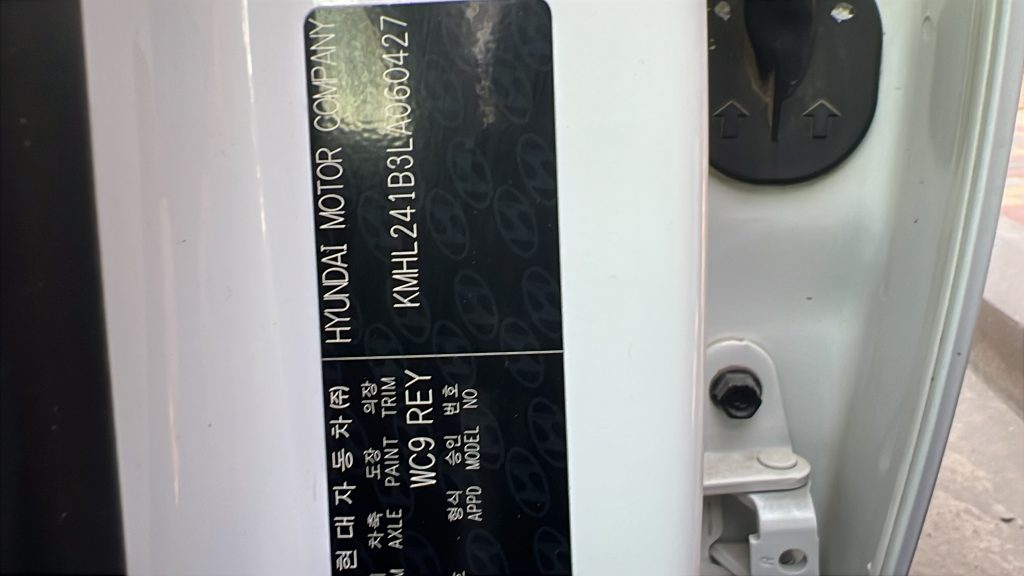 현대자동차(주) HYUNDAI MOTOR COMPANY
차축 도장 의장
AXLE PAINT TRIM KMHL241B3LA060427
WC9 REY
형식 승인 번호
APPD MODEL NO